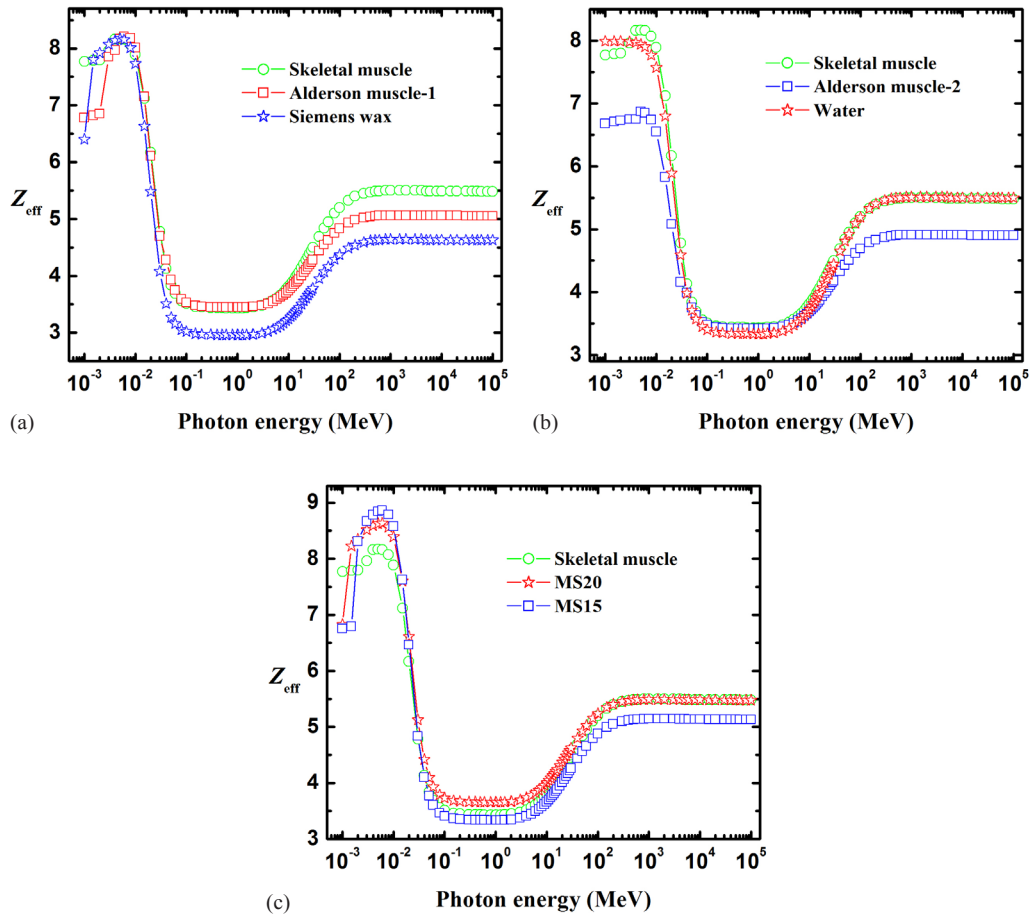 8
7
6
5
4
3
Z_eff
Skeletal muscle
Alderson muscle-1
Siemens wax
10⁻³ 10⁻² 10⁻¹ 10⁰ 10¹ 10² 10³ 10⁴ 10⁵
Photon energy (MeV)
(a)
8
7
6
5
4
3
Z_eff
Skeletal muscle
Alderson muscle-2
Water
10⁻³ 10⁻² 10⁻¹ 10⁰ 10¹ 10² 10³ 10⁴ 10⁵
Photon energy (MeV)
(b)
9
8
7
6
5
4
3
Z_eff
Skeletal muscle
MS20
MS15
10⁻³ 10⁻² 10⁻¹ 10⁰ 10¹ 10² 10³ 10⁴ 10⁵
Photon energy (MeV)
(c)